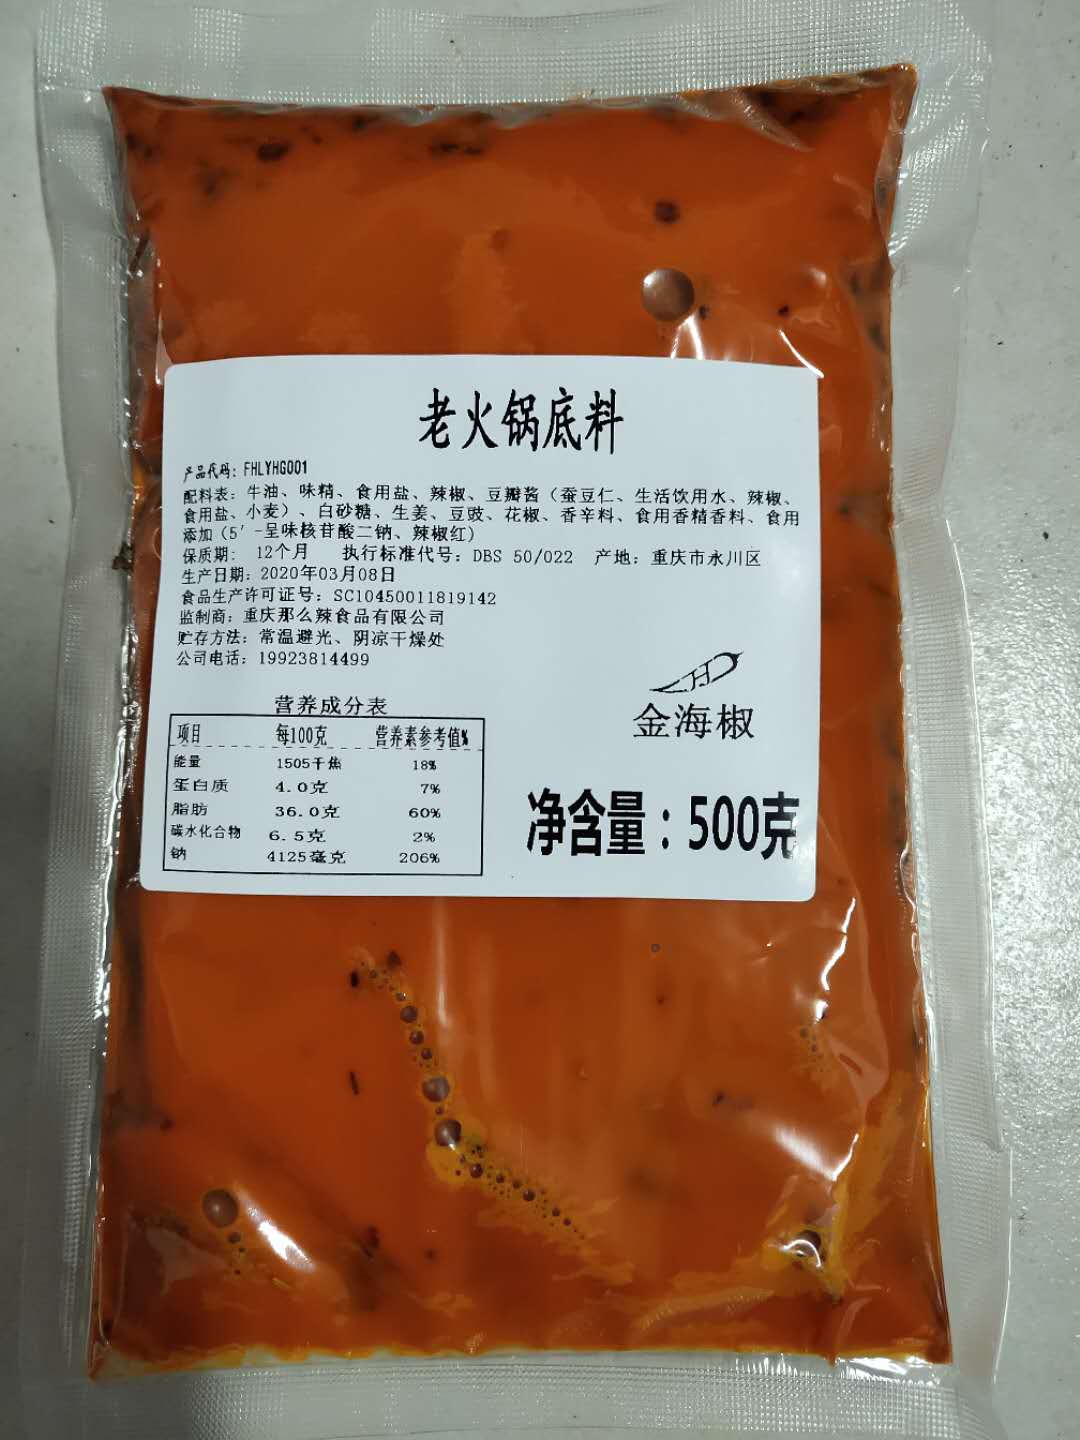 老火锅底料
产品代码: FHLYHG001
配料表: 牛油、味精、食用盐、辣椒、豆瓣酱（蚕豆仁、生活饮用水、辣椒、
食用盐、小麦）、白砂糖、生姜、豆豉、花椒、香辛料、食用香精香料、食用
添加(5′-呈味核苷酸二钠、辣椒红)
保质期: 12个月 执行标准代号: DBS 50/022 产地: 重庆市永川区
生产日期: 2020年03月08日
食品生产许可证号: SC10450011819142
监制商: 重庆那么辣食品有限公司
贮存方法: 常温避光、阴凉干燥处
公司电话: 19923814499
金海椒
营养成分表
项目 每100克 营养素参考值%
能量 1505千焦 18%
蛋白质 4.0克 7%
脂肪 36.0克 60%
碳水化合物 6.5克 2%
钠 4125毫克 206%
净含量: 500克